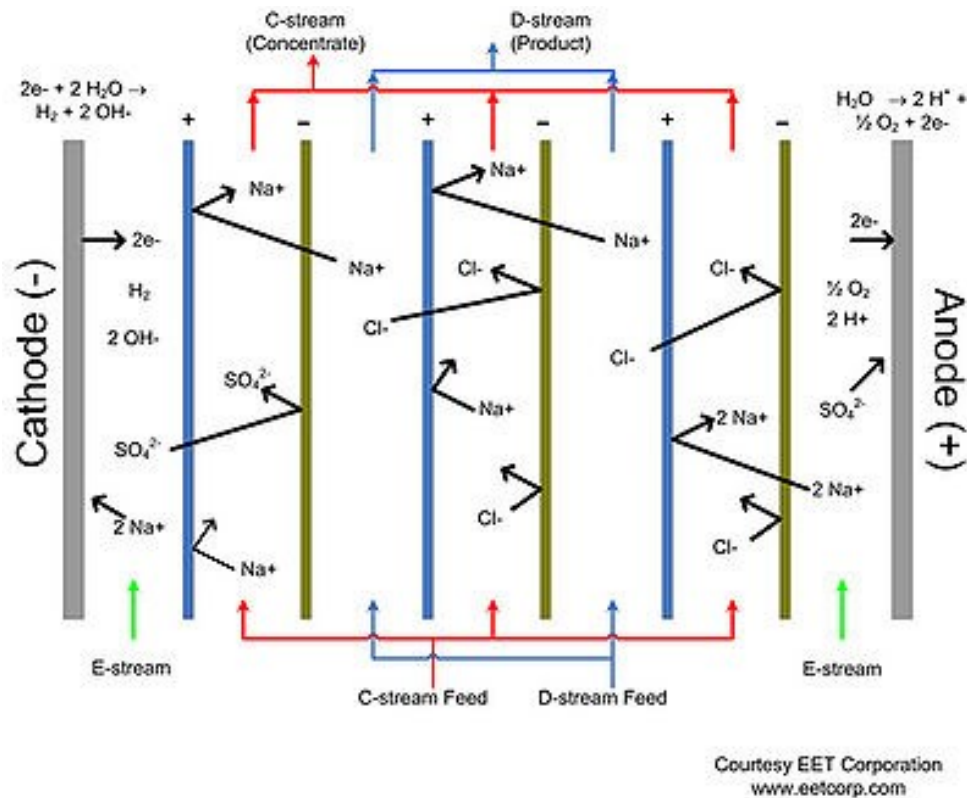 C-stream
(Concentrate)
D-stream
(Product)
2e- + 2 H₂O →
H₂ + 2 OH-
H₂O → 2 H⁺ +
½ O₂ + 2e-
+
–
+
–
+
–
Cathode (-)
Anode (+)
Na+
Na+
2e-
2e-
Na+
Na+
Cl-
Cl-
H₂
½ O₂
2 OH-
2 H+
Cl-
Cl-
SO₄²-
Na+
SO₄²-
2 Na+
SO₄²-
2 Na+
2 Na+
Cl-
Cl-
Na+
E-stream
E-stream
C-stream Feed
D-stream Feed
Courtesy EET Corporation
www.eetcorp.com